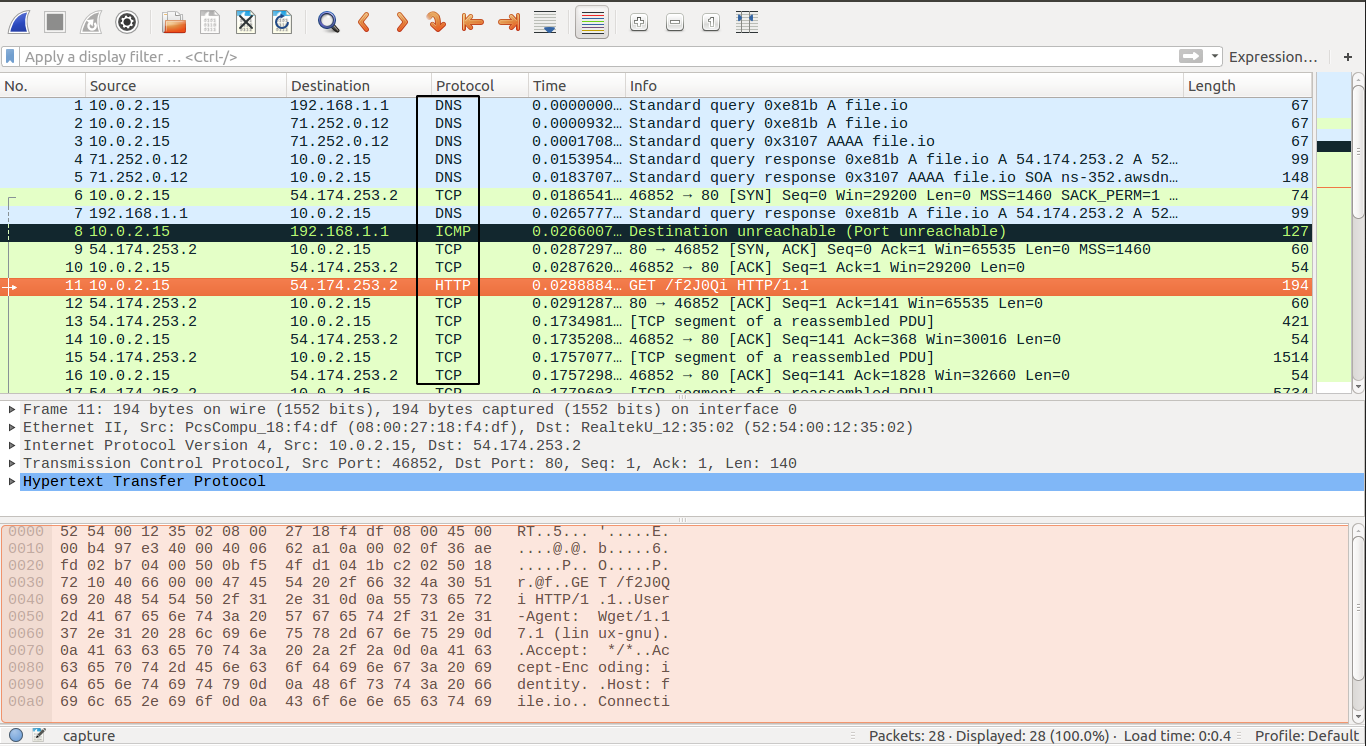 Apply a display filter … <Ctrl-/>
Expression…
+
No. Source Destination Protocol Time Info Length
1 10.0.2.15 192.168.1.1 DNS 0.0000000… Standard query 0xe81b A file.io 67
2 10.0.2.15 71.252.0.12 DNS 0.0000932… Standard query 0xe81b A file.io 67
3 10.0.2.15 71.252.0.12 DNS 0.0001708… Standard query 0x3107 AAAA file.io 67
4 71.252.0.12 10.0.2.15 DNS 0.0153954… Standard query response 0xe81b A file.io A 54.174.253.2 A 52… 99
5 71.252.0.12 10.0.2.15 DNS 0.0183707… Standard query response 0x3107 AAAA file.io SOA ns-352.awsdn… 148
6 10.0.2.15 54.174.253.2 TCP 0.0186541… 46852 → 80 [SYN] Seq=0 Win=29200 Len=0 MSS=1460 SACK_PERM=1 … 74
7 192.168.1.1 10.0.2.15 DNS 0.0265777… Standard query response 0xe81b A file.io A 54.174.253.2 A 52… 99
8 10.0.2.15 192.168.1.1 ICMP 0.0266007… Destination unreachable (Port unreachable) 127
9 54.174.253.2 10.0.2.15 TCP 0.0287297… 80 → 46852 [SYN, ACK] Seq=0 Ack=1 Win=65535 Len=0 MSS=1460 60
10 10.0.2.15 54.174.253.2 TCP 0.0287620… 46852 → 80 [ACK] Seq=1 Ack=1 Win=29200 Len=0 54
11 10.0.2.15 54.174.253.2 HTTP 0.0288884… GET /f2J0Qi HTTP/1.1 194
12 54.174.253.2 10.0.2.15 TCP 0.0291287… 80 → 46852 [ACK] Seq=1 Ack=141 Win=65535 Len=0 60
13 54.174.253.2 10.0.2.15 TCP 0.1734981… [TCP segment of a reassembled PDU] 421
14 10.0.2.15 54.174.253.2 TCP 0.1735208… 46852 → 80 [ACK] Seq=141 Ack=368 Win=30016 Len=0 54
15 54.174.253.2 10.0.2.15 TCP 0.1757077… [TCP segment of a reassembled PDU] 1514
16 10.0.2.15 54.174.253.2 TCP 0.1757298… 46852 → 80 [ACK] Seq=141 Ack=1828 Win=32660 Len=0 54
17 54.174.253.2 10.0.2.15 TCP 0.1779603… [TCP segment of a reassembled PDU] 5734
Frame 11: 194 bytes on wire (1552 bits), 194 bytes captured (1552 bits) on interface 0
Ethernet II, Src: PcsCompu_18:f4:df (08:00:27:18:f4:df), Dst: RealtekU_12:35:02 (52:54:00:12:35:02)
Internet Protocol Version 4, Src: 10.0.2.15, Dst: 54.174.253.2
Transmission Control Protocol, Src Port: 46852, Dst Port: 80, Seq: 1, Ack: 1, Len: 140
Hypertext Transfer Protocol
0000 52 54 00 12 35 02 08 00 27 18 f4 df 08 00 45 00 RT..5... '.....E.
0010 00 b4 97 e3 40 00 40 06 62 a1 0a 00 02 0f 36 ae ....@.@. b.....6.
0020 fd 02 b7 04 00 50 0b f5 4f d1 04 1b c2 02 50 18 .....P.. O.....P.
0030 72 10 40 66 00 00 47 45 54 20 2f 66 32 4a 30 51 r.@f..GE T /f2J0Q
0040 69 20 48 54 54 50 2f 31 2e 31 0d 0a 55 73 65 72 i HTTP/1 .1..User
0050 2d 41 67 65 6e 74 3a 20 57 67 65 74 2f 31 2e 31 -Agent: Wget/1.1
0060 37 2e 31 20 28 6c 69 6e 75 78 2d 67 6e 75 29 0d 7.1 (lin ux-gnu).
0070 0a 41 63 63 65 70 74 3a 20 2a 2f 2a 0d 0a 41 63 .Accept: */*..Ac
0080 63 65 70 74 2d 45 6e 63 6f 64 69 6e 67 3a 20 69 cept-Enc oding: i
0090 64 65 6e 74 69 74 79 0d 0a 48 6f 73 74 3a 20 66 dentity. .Host: f
00a0 69 6c 65 2e 69 6f 0d 0a 43 6f 6e 6e 65 63 74 69 ile.io.. Connecti
capture
Packets: 28 · Displayed: 28 (100.0%) · Load time: 0:0.4
Profile: Default